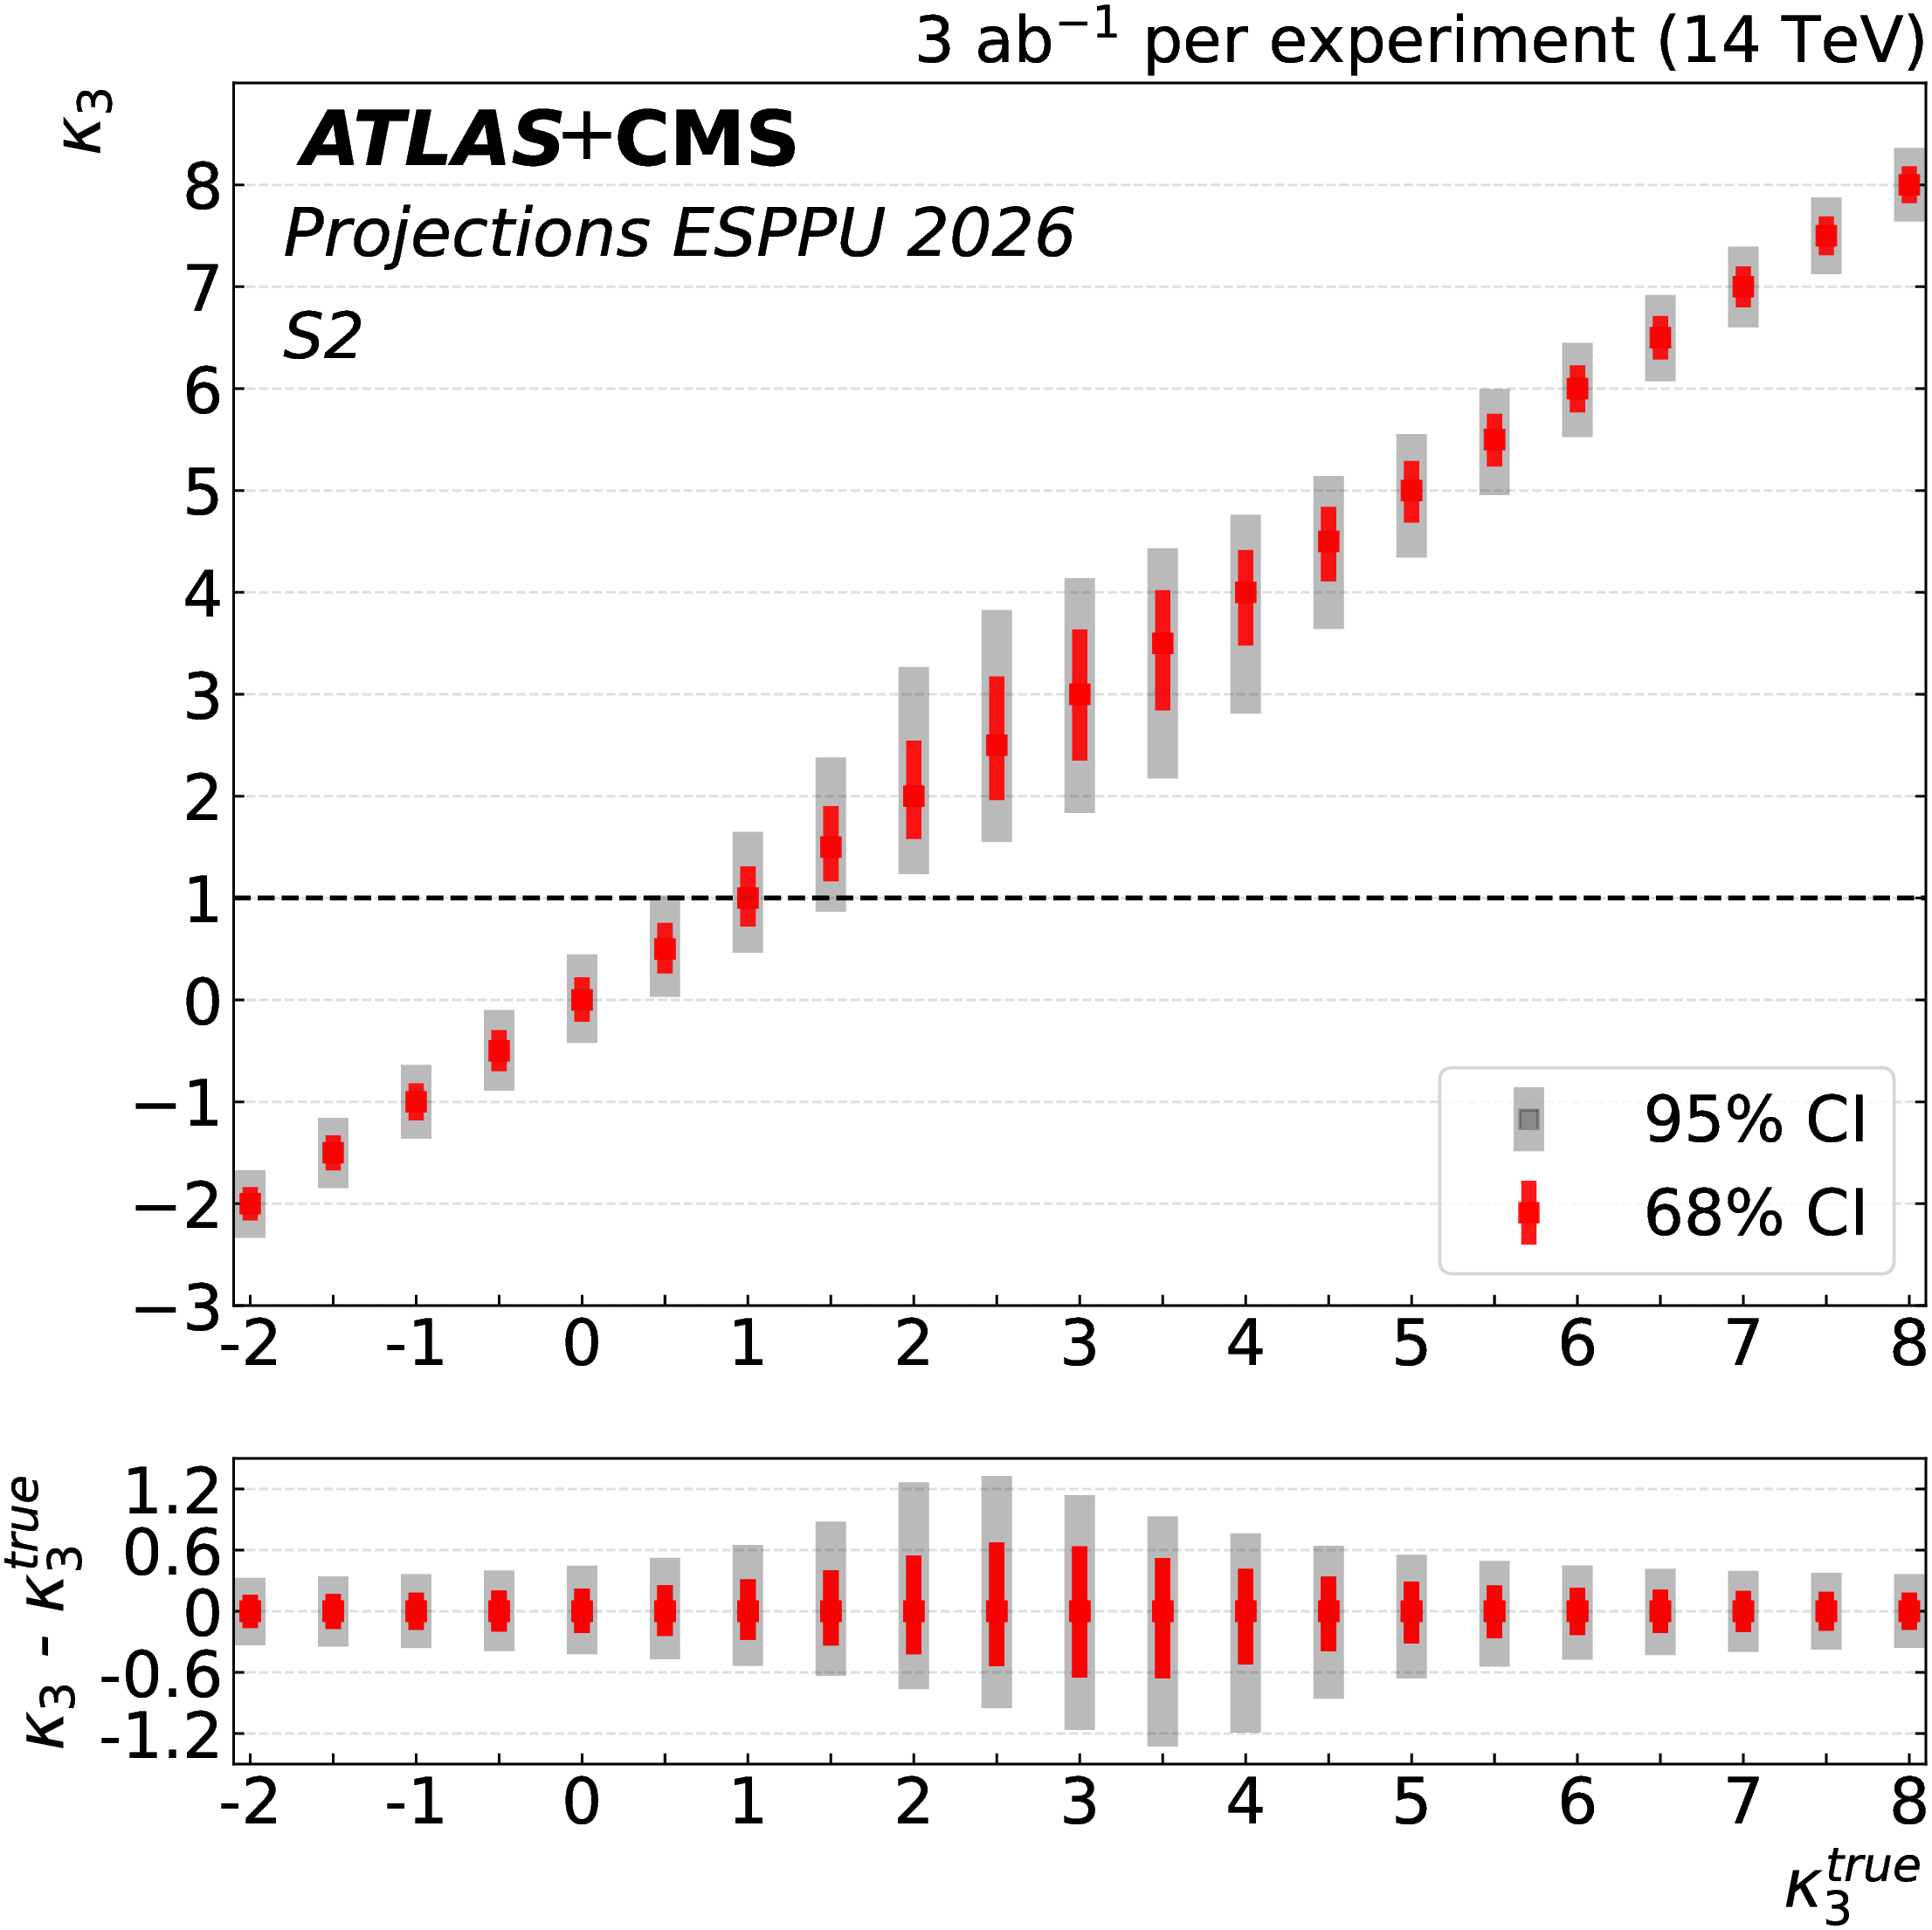 3 ab⁻¹ per experiment (14 TeV)
κ₃
ATLAS+CMS
Projections ESPPU 2026
S2
8
7
6
5
4
3
2
1
0
−1
−2
−3
95% CI
68% CI
-2 -1 0 1 2 3 4 5 6 7 8
κ₃ - κ₃ᵗʳᵘᵉ
1.2
0.6
0
-0.6
-1.2
-2 -1 0 1 2 3 4 5 6 7 8
κ₃ᵗʳᵘᵉ